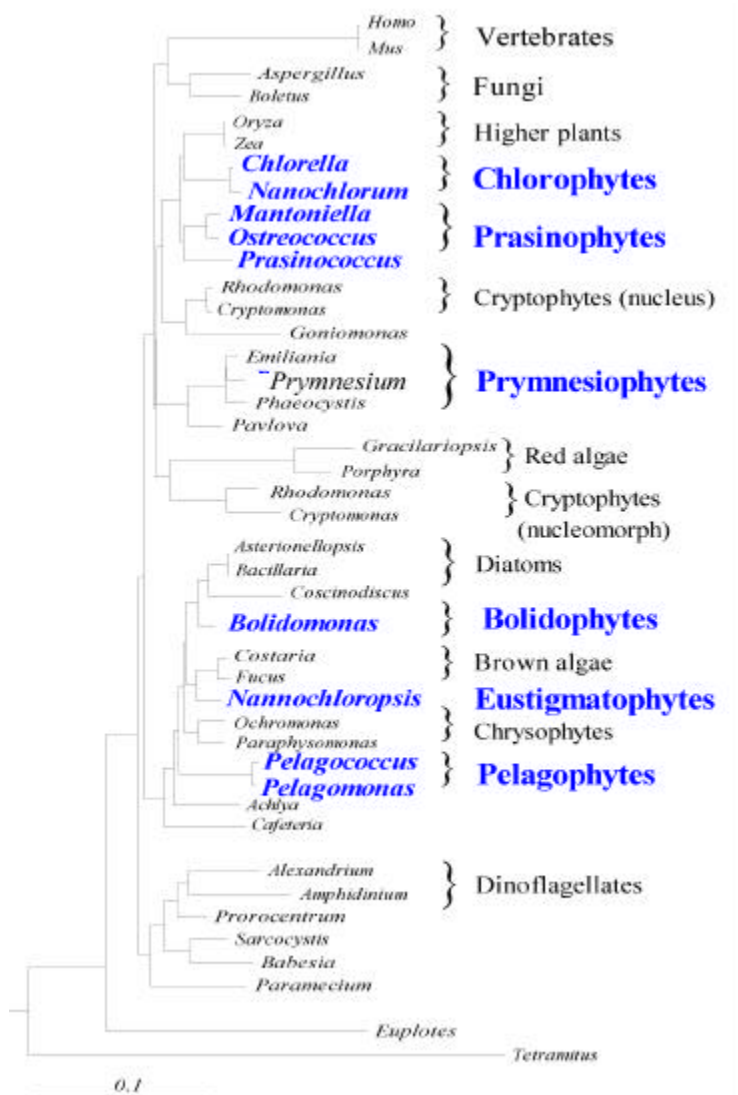 Homo
Mus
} Vertebrates
Aspergillus
Boletus
} Fungi
Oryza
Zea
} Higher plants
Chlorella
Nanochlorum
} Chlorophytes
Mantoniella
Ostreococcus
Prasinococcus
} Prasinophytes
Rhodomonas
Cryptomonas
} Cryptophytes (nucleus)
Goniomonas
Emiliania
Prymnesium
Phaeocystis
} Prymnesiophytes
Pavlova
Gracilariopsis
Porphyra
} Red algae
Rhodomonas
Cryptomonas
} Cryptophytes
(nucleomorph)
Asterionellopsis
Bacillaria
Coscinodiscus
} Diatoms
Bolidomonas } Bolidophytes
Costaria
Fucus
} Brown algae
Nannochloropsis Eustigmatophytes
Ochromonas
Paraphysomonas
} Chrysophytes
Pelagococcus
Pelagomonas
} Pelagophytes
Achlya
Cafeteria
Alexandrium
Amphidinium
} Dinoflagellates
Prorocentrum
Sarcocystis
Babesia
Paramecium
Euplotes
Tetramitus
0.1